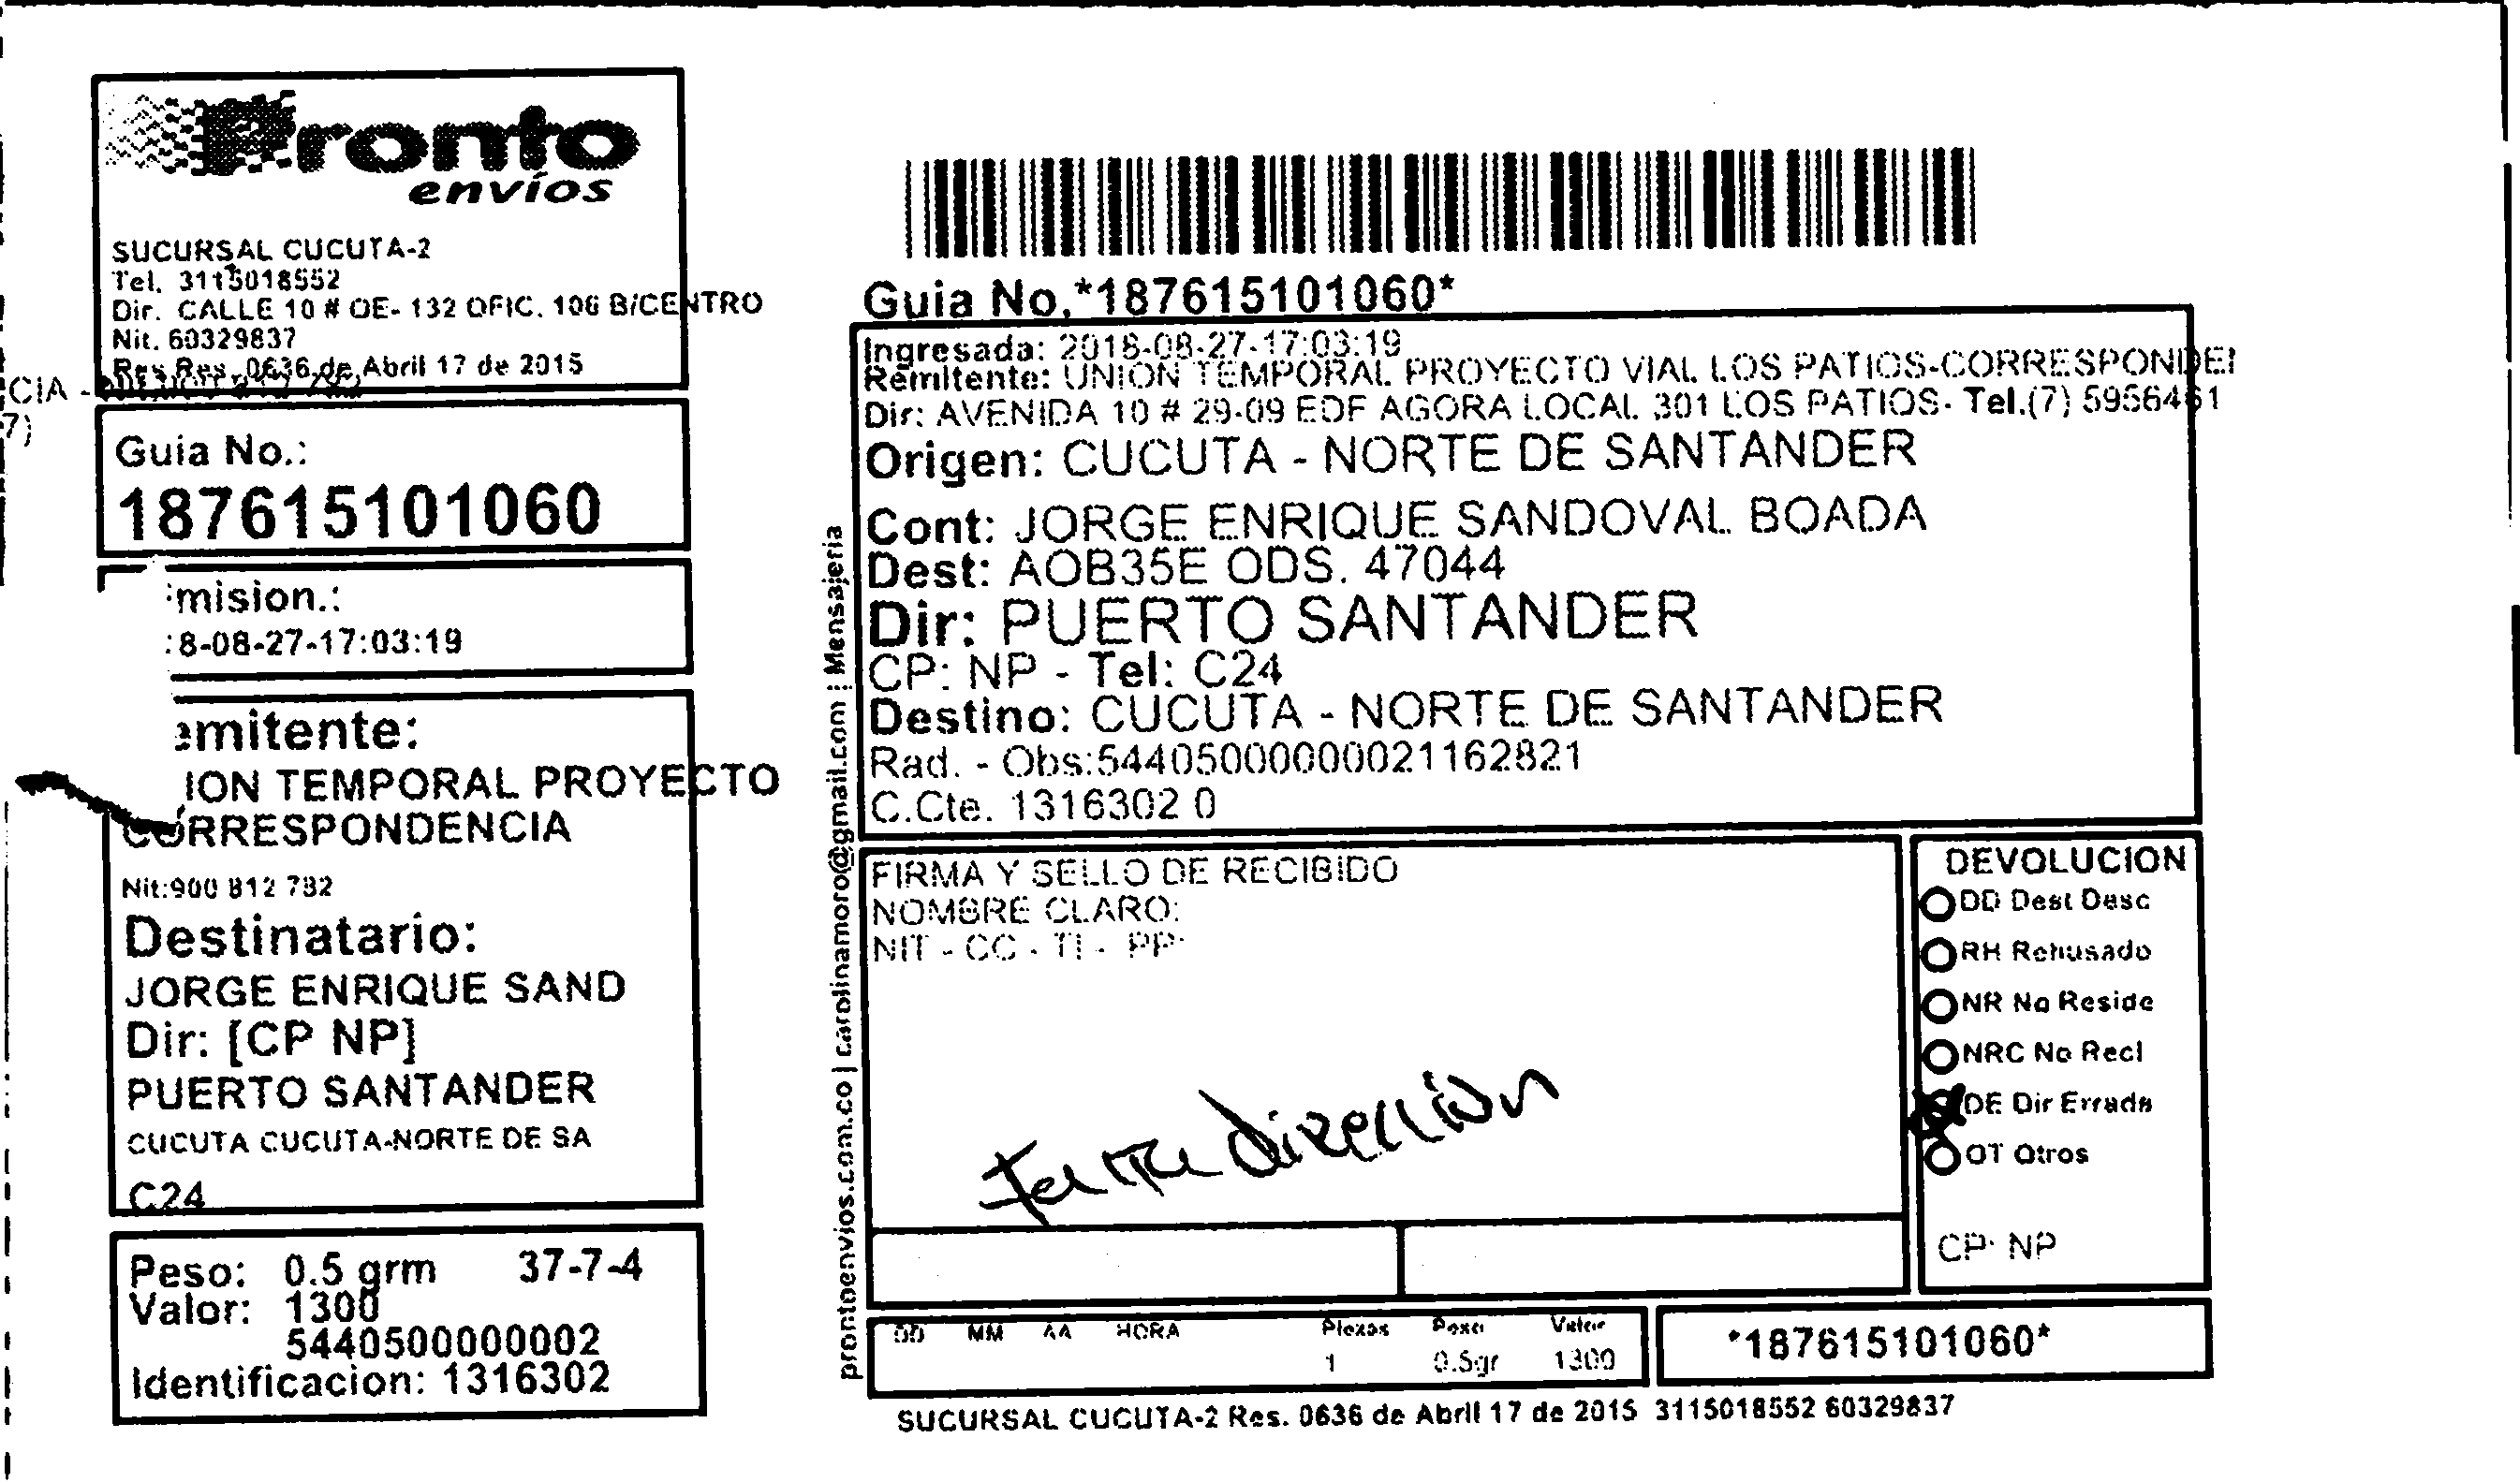 Pronto
envíos
SUCURSAL CUCUTA-2
Tel. 3115018552
Dir. CALLE 10 # OE- 132 OFIC. 106 B/CENTRO
Nit. 60329837
Res Res. 0636 de Abril 17 de 2015
CIA -
7)
Guia No.:
187615101060
mision.:
8-08-27-17:03:19
emitente:
ION TEMPORAL PROYECTO
CORRESPONDENCIA
Nit:900 812 782
Destinatario:
JORGE ENRIQUE SAND
Dir: [CP NP]
PUERTO SANTANDER
CUCUTA CUCUTA-NORTE DE SA
C24
Peso: 0.5 grm 37-7-4
Valor: 1300
5440500000002
Identificacion: 1316302
prontoenvios.com.co | carolinamoro@gmail.com | Mensajeria
Guia No.*187615101060*
Ingresada: 2018-08-27-17:03:19
Remitente: UNION TEMPORAL PROYECTO VIAL LOS PATIOS-CORRESPONDE
Dir: AVENIDA 10 # 29-09 EDF AGORA LOCAL 301 LOS PATIOS- Tel.(7) 5956461
Origen: CUCUTA - NORTE DE SANTANDER
Cont: JORGE ENRIQUE SANDOVAL BOADA
Dest: AOB35E ODS. 47044
Dir: PUERTO SANTANDER
CP: NP - Tel: C24
Destino: CUCUTA - NORTE DE SANTANDER
Rad. - Obs:544050000000021162821
C.Cte. 1316302 0
FIRMA Y SELLO DE RECIBIDO
NOMBRE CLARO:
NIT - CC - TI - PP:
Falta dirección
DEVOLUCION
DD Dest Desc
RH Rehusado
NR No Reside
NRC No Recl
DE Dir Errada
OT Otros
CP: NP
DD MM AA HORA Piezas Peso Valor
1 0.5gr 1300
*187615101060*
SUCURSAL CUCUTA-2 Res. 0636 de Abril 17 de 2015 3115018552 60329837